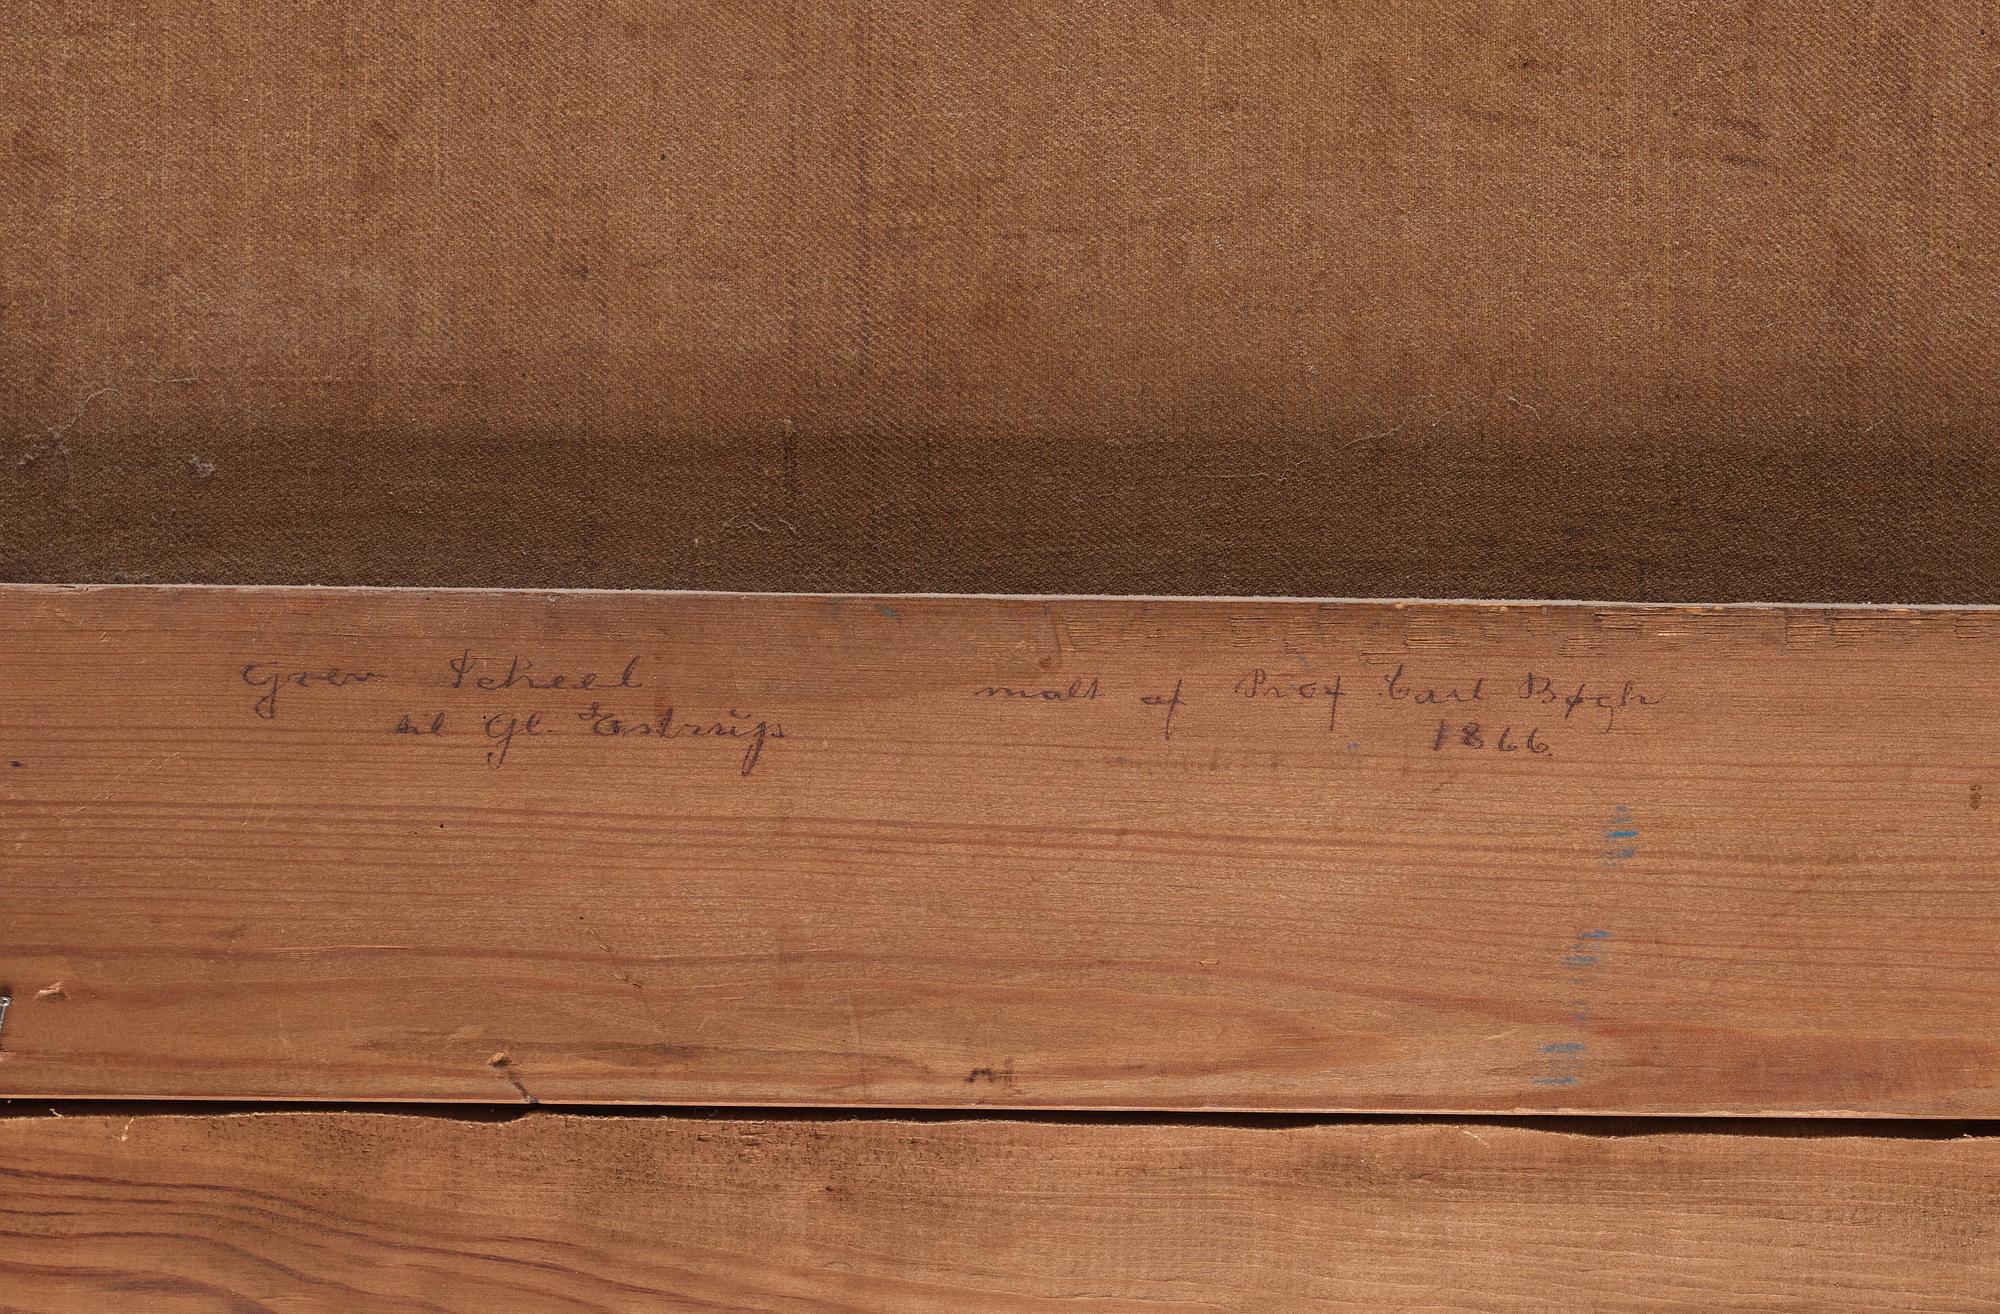 Grev Scheel
til Gl. Estrup
malt af Prof Carl Bøgh
1866.